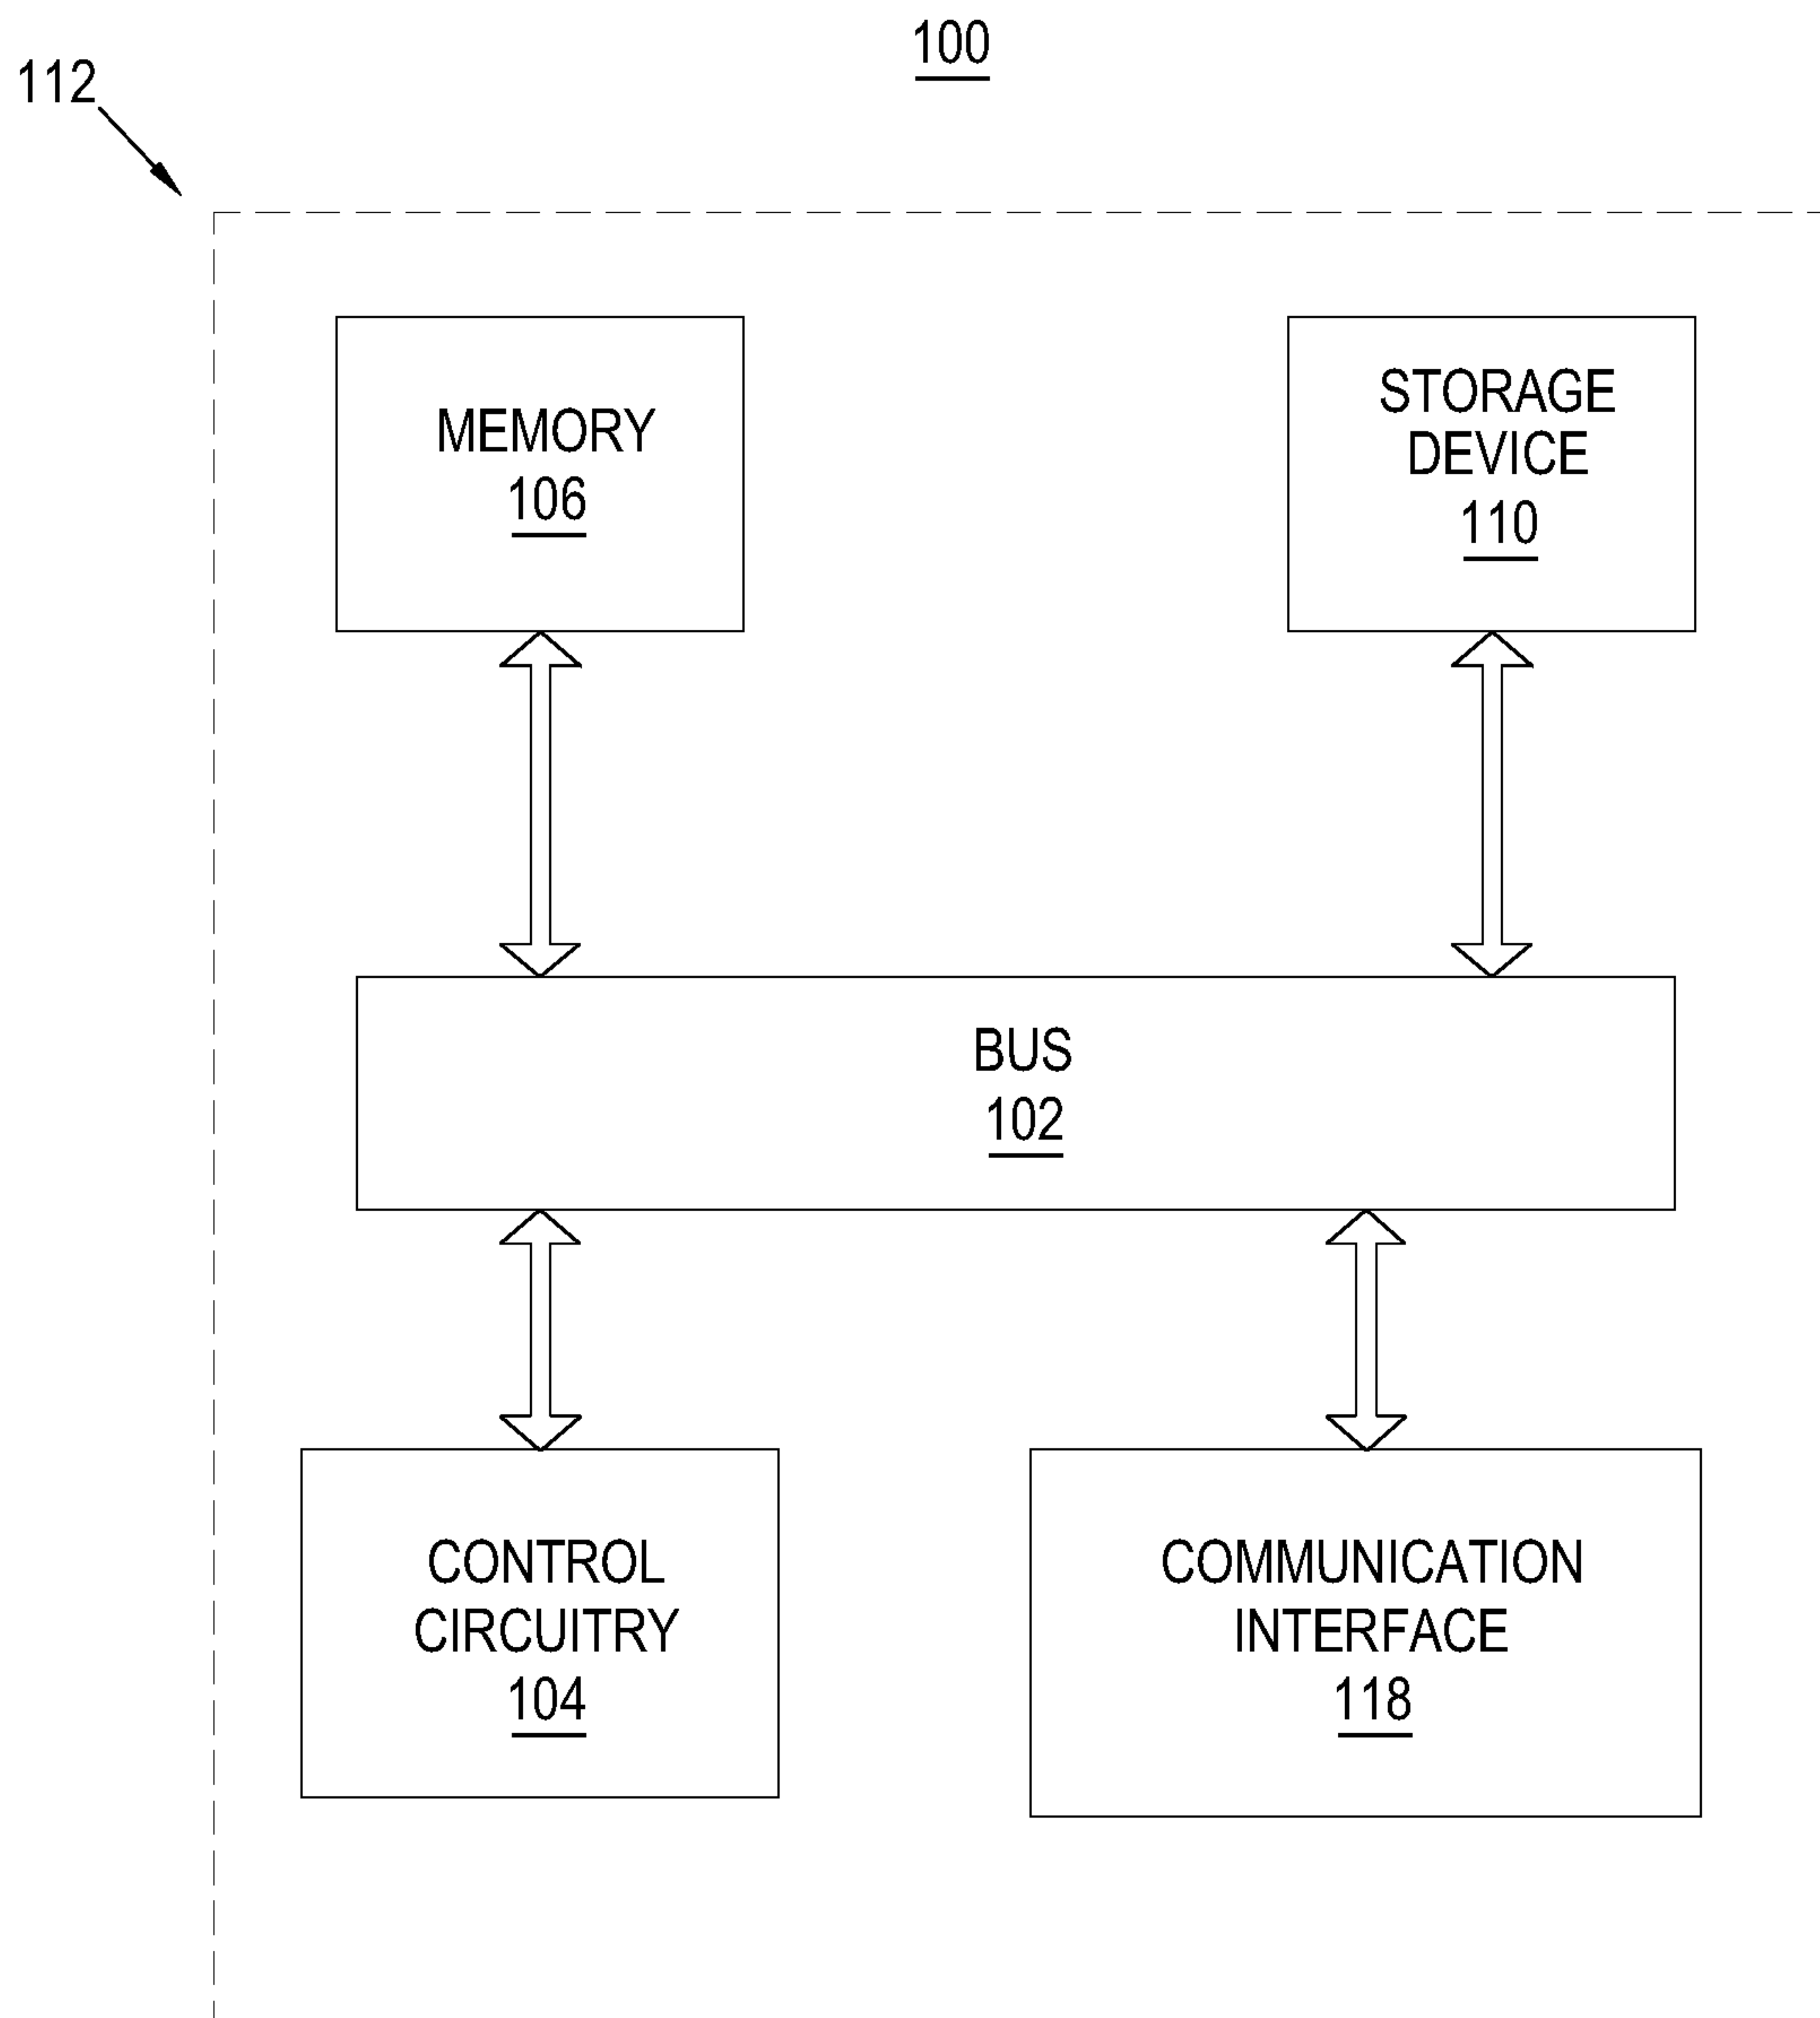 100
112
MEMORY
106
STORAGE
DEVICE
110
BUS
102
CONTROL
CIRCUITRY
104
COMMUNICATION
INTERFACE
118